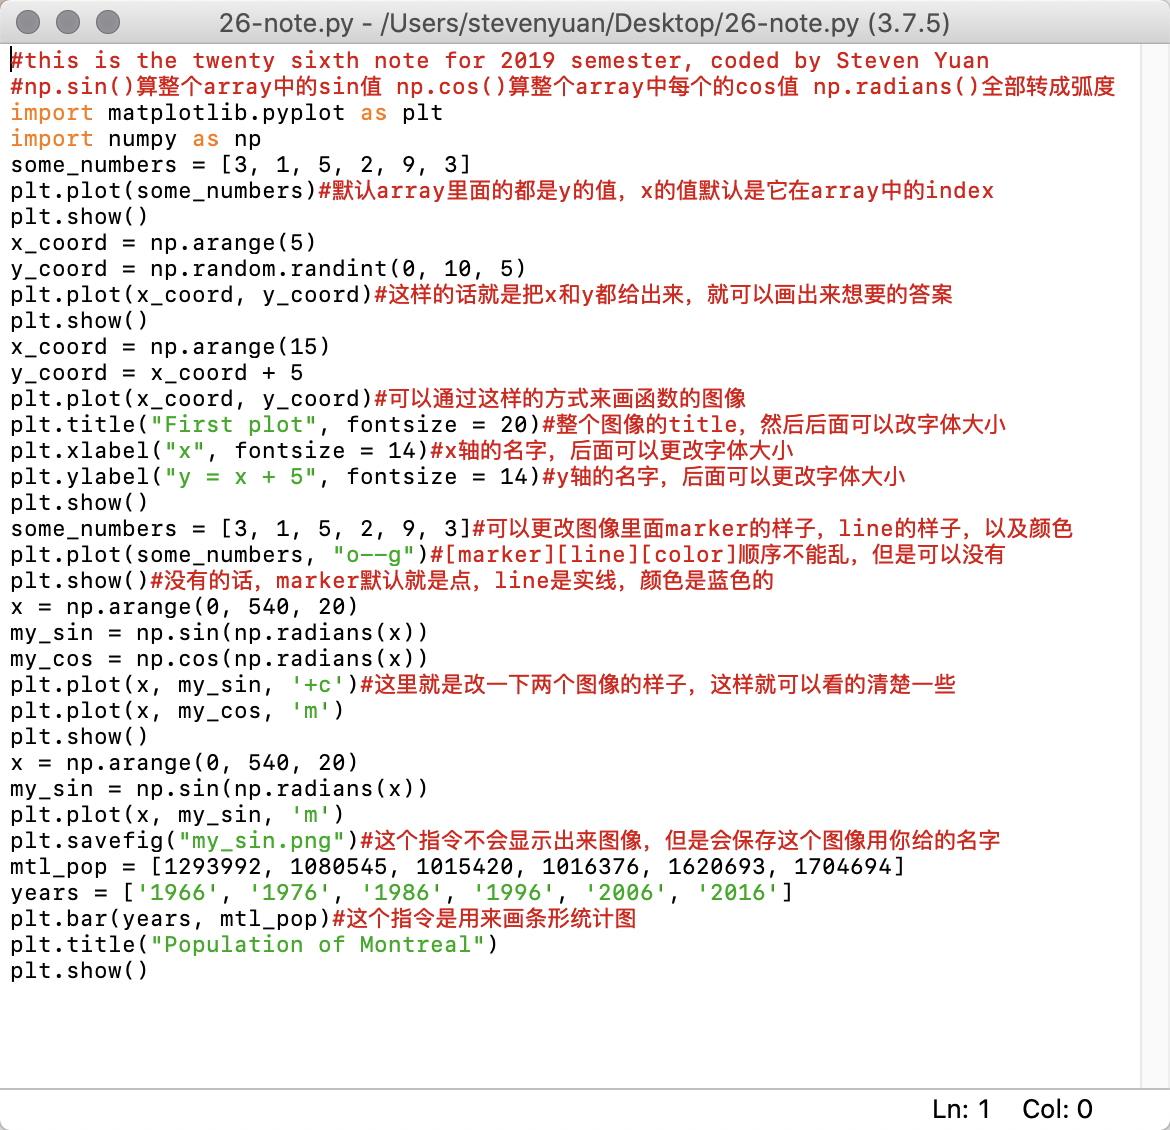 26-note.py - /Users/stevenyuan/Desktop/26-note.py (3.7.5)
#this is the twenty sixth note for 2019 semester, coded by Steven Yuan
#np.sin()算整个array中的sin值 np.cos()算整个array中每个的cos值 np.radians()全部转成弧度
import matplotlib.pyplot as plt
import numpy as np
some_numbers = [3, 1, 5, 2, 9, 3]
plt.plot(some_numbers)#默认array里面的都是y的值，x的值默认是它在array中的index
plt.show()
x_coord = np.arange(5)
y_coord = np.random.randint(0, 10, 5)
plt.plot(x_coord, y_coord)#这样的话就是把x和y都给出来，就可以画出来想要的答案
plt.show()
x_coord = np.arange(15)
y_coord = x_coord + 5
plt.plot(x_coord, y_coord)#可以通过这样的方式来画函数的图像
plt.title("First plot", fontsize = 20)#整个图像的title，然后后面可以改字体大小
plt.xlabel("x", fontsize = 14)#x轴的名字，后面可以更改字体大小
plt.ylabel("y = x + 5", fontsize = 14)#y轴的名字，后面可以更改字体大小
plt.show()
some_numbers = [3, 1, 5, 2, 9, 3]#可以更改图像里面marker的样子，line的样子，以及颜色
plt.plot(some_numbers, "o--g")#[marker][line][color]顺序不能乱，但是可以没有
plt.show()#没有的话，marker默认就是点，line是实线，颜色是蓝色的
x = np.arange(0, 540, 20)
my_sin = np.sin(np.radians(x))
my_cos = np.cos(np.radians(x))
plt.plot(x, my_sin, '+c')#这里就是改一下两个图像的样子，这样就可以看的清楚一些
plt.plot(x, my_cos, 'm')
plt.show()
x = np.arange(0, 540, 20)
my_sin = np.sin(np.radians(x))
plt.plot(x, my_sin, 'm')
plt.savefig("my_sin.png")#这个指令不会显示出来图像，但是会保存这个图像用你给的名字
mtl_pop = [1293992, 1080545, 1015420, 1016376, 1620693, 1704694]
years = ['1966', '1976', '1986', '1996', '2006', '2016']
plt.bar(years, mtl_pop)#这个指令是用来画条形统计图
plt.title("Population of Montreal")
plt.show()
Ln: 1 Col: 0